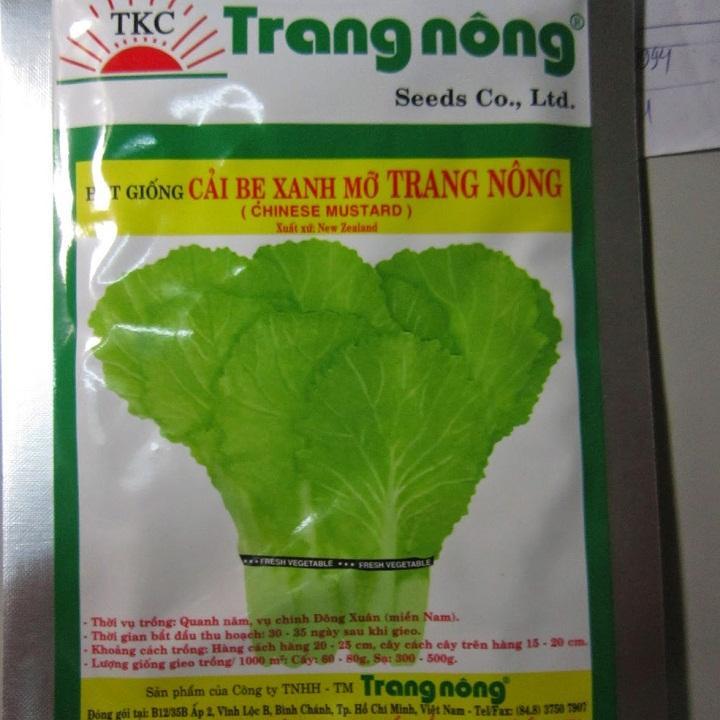 TKC
Trang nông®
Seeds Co., Ltd.
GIỐNG CẢI BẸ XANH MỠ TRANG NÔNG
( CHINESE MUSTARD )
Xuất xứ: New Zealand
FRESH VEGETABLE *** FRESH VEGETABLE
- Thời vụ trồng: Quanh năm, vụ chính Đông Xuân (miền Nam).
- Thời gian bắt đầu thu hoạch: 30 - 35 ngày sau khi gieo.
- Khoảng cách trồng: Hàng cách hàng 20 - 25 cm, cây cách cây trên hàng 15 - 20 cm.
- Lượng giống gieo trồng/ 1000 m²: Cấy: 60 - 80g, Sạ: 300 - 500g.
Sản phẩm của Công ty TNHH - TM Trang nông®
Đóng gói tại: B12/35B Ấp 2, Vĩnh Lộc B, Bình Chánh, Tp. Hồ Chí Minh, Việt Nam - Tel/Fax: (84.8) 3750 7907